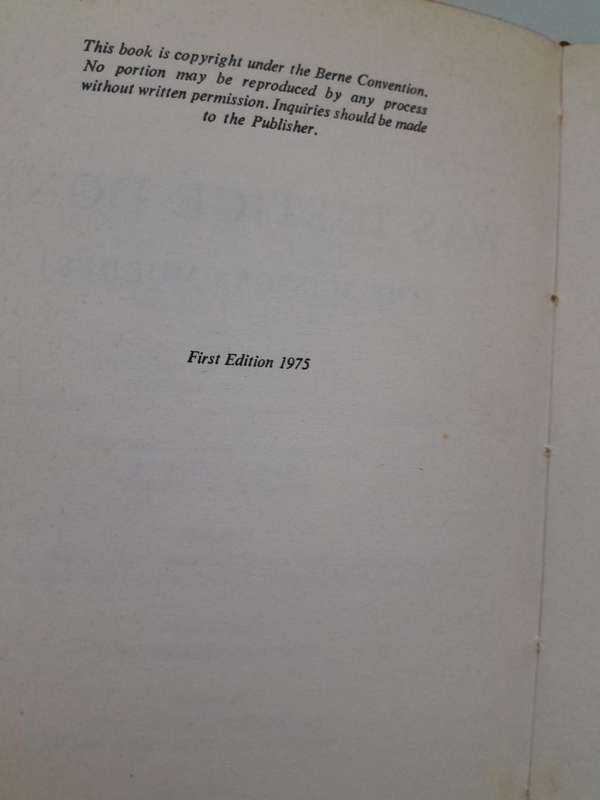 This book is copyright under the Berne Convention.
No portion may be reproduced by any process
without written permission. Inquiries should be made
to the Publisher.
First Edition 1975